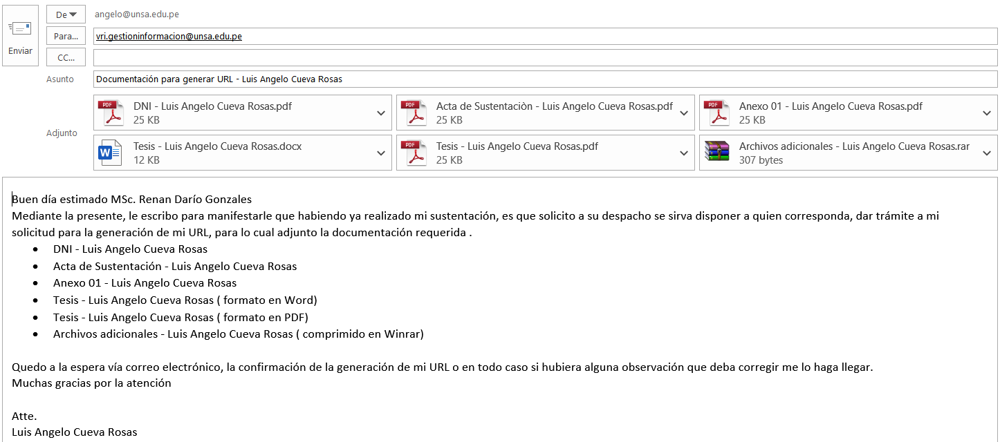 De
angelo@unsa.edu.pe
Enviar
Para...
vri.gestioninformacion@unsa.edu.pe
CC...
Asunto
Documentación para generar URL - Luis Angelo Cueva Rosas
Adjunto
PDF
DNI - Luis Angelo Cueva Rosas.pdf
25 KB
PDF
Acta de Sustentaciòn - Luis Angelo Cueva Rosas.pdf
25 KB
PDF
Anexo 01 - Luis Angelo Cueva Rosas.pdf
25 KB
W
Tesis - Luis Angelo Cueva Rosas.docx
12 KB
PDF
Tesis - Luis Angelo Cueva Rosas.pdf
25 KB
Archivos adicionales - Luis Angelo Cueva Rosas.rar
307 bytes
Buen día estimado MSc. Renan Darío Gonzales
Mediante la presente, le escribo para manifestarle que habiendo ya realizado mi sustentación, es que solicito a su despacho se sirva disponer a quien corresponda, dar trámite a mi
solicitud para la generación de mi URL, para lo cual adjunto la documentación requerida .
• DNI - Luis Angelo Cueva Rosas
• Acta de Sustentación - Luis Angelo Cueva Rosas
• Anexo 01 - Luis Angelo Cueva Rosas
• Tesis - Luis Angelo Cueva Rosas ( formato en Word)
• Tesis - Luis Angelo Cueva Rosas ( formato en PDF)
• Archivos adicionales - Luis Angelo Cueva Rosas ( comprimido en Winrar)
Quedo a la espera vía correo electrónico, la confirmación de la generación de mi URL o en todo caso si hubiera alguna observación que deba corregir me lo haga llegar.
Muchas gracias por la atención
Atte.
Luis Angelo Cueva Rosas